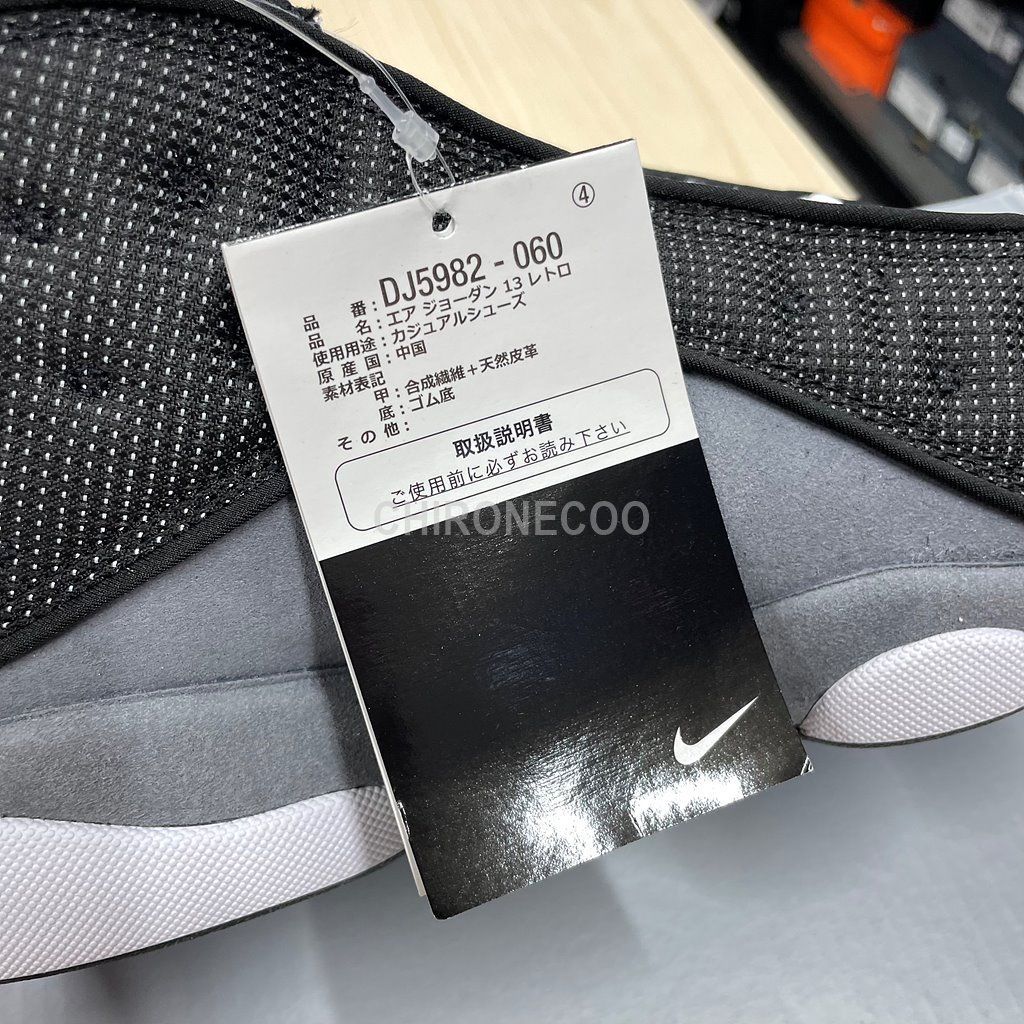 ④
品番：DJ5982 - 060
品名：エア ジョーダン 13 レトロ
使用用途：カジュアルシューズ
原産国：中国
素材表記
甲：合成繊維＋天然皮革
底：ゴム底
その他：
取扱説明書
ご使用前に必ずお読み下さい
CHIRONECOO